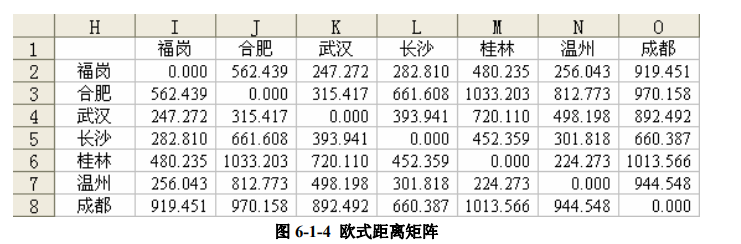 H I J K L M N O
1 福岗 合肥 武汉 长沙 桂林 温州 成都
2 福岗 0.000 562.439 247.272 282.810 480.235 256.043 919.451
3 合肥 562.439 0.000 315.417 661.608 1033.203 812.773 970.158
4 武汉 247.272 315.417 0.000 393.941 720.110 498.198 892.492
5 长沙 282.810 661.608 393.941 0.000 452.359 301.818 660.387
6 桂林 480.235 1033.203 720.110 452.359 0.000 224.273 1013.566
7 温州 256.043 812.773 498.198 301.818 224.273 0.000 944.548
8 成都 919.451 970.158 892.492 660.387 1013.566 944.548 0.000
图 6-1-4 欧式距离矩阵